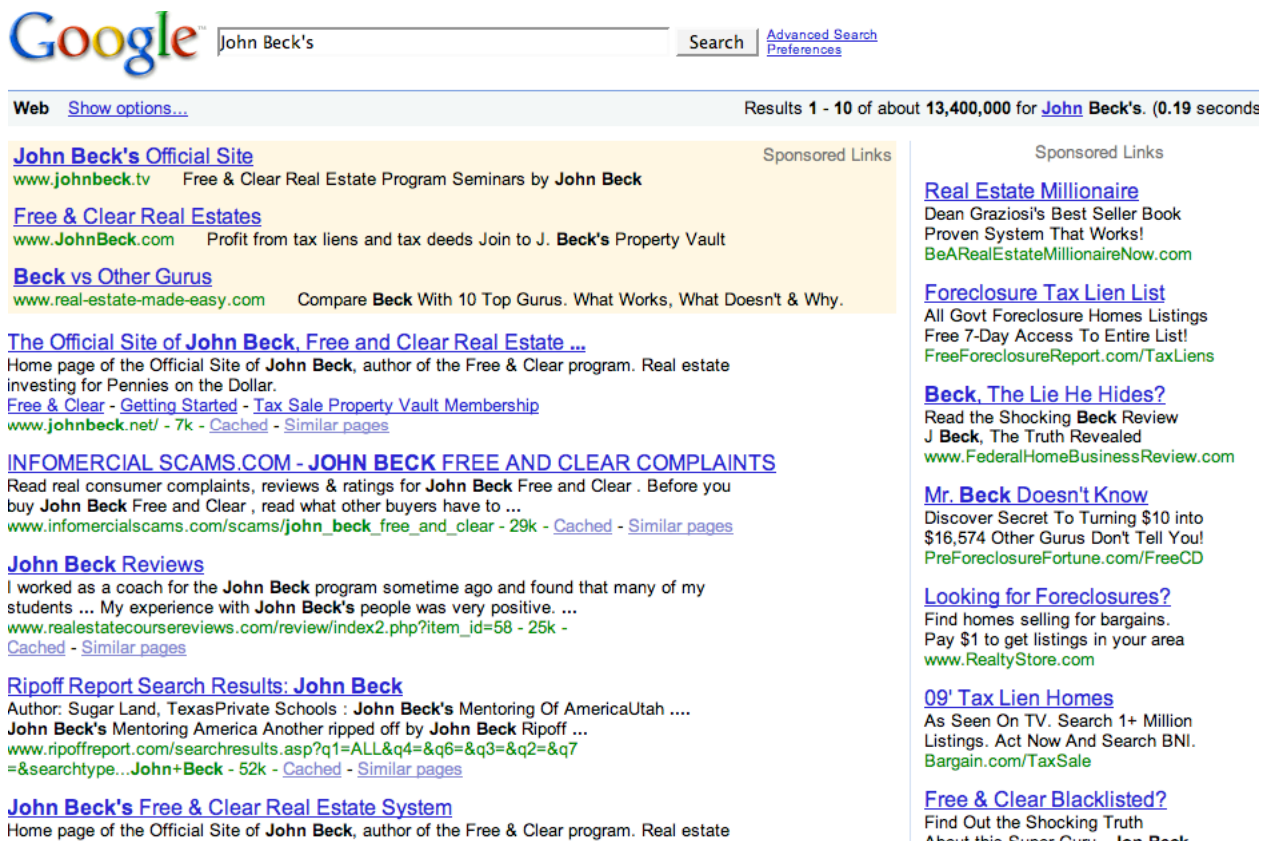 Google™
John Beck's
Search
Advanced Search
Preferences
Web Show options...
Results 1 - 10 of about 13,400,000 for John Beck's. (0.19 seconds
John Beck's Official Site
Sponsored Links
www.johnbeck.tv Free & Clear Real Estate Program Seminars by John Beck
Free & Clear Real Estates
www.JohnBeck.com Profit from tax liens and tax deeds Join to J. Beck's Property Vault
Beck vs Other Gurus
www.real-estate-made-easy.com Compare Beck With 10 Top Gurus. What Works, What Doesn't & Why.
The Official Site of John Beck, Free and Clear Real Estate ...
Home page of the Official Site of John Beck, author of the Free & Clear program. Real estate
investing for Pennies on the Dollar.
Free & Clear - Getting Started - Tax Sale Property Vault Membership
www.johnbeck.net/ - 7k - Cached - Similar pages
INFOMERCIAL SCAMS.COM - JOHN BECK FREE AND CLEAR COMPLAINTS
Read real consumer complaints, reviews & ratings for John Beck Free and Clear . Before you
buy John Beck Free and Clear , read what other buyers have to ...
www.infomercialscams.com/scams/john_beck_free_and_clear - 29k - Cached - Similar pages
John Beck Reviews
I worked as a coach for the John Beck program sometime ago and found that many of my
students ... My experience with John Beck's people was very positive. ...
www.realestatecoursereviews.com/review/index2.php?item_id=58 - 25k -
Cached - Similar pages
Ripoff Report Search Results: John Beck
Author: Sugar Land, TexasPrivate Schools : John Beck's Mentoring Of AmericaUtah ....
John Beck's Mentoring America Another ripped off by John Beck Ripoff ...
www.ripoffreport.com/searchresults.asp?q1=ALL&q4=&q6=&q3=&q2=&q7
=&searchtype...John+Beck - 52k - Cached - Similar pages
John Beck's Free & Clear Real Estate System
Home page of the Official Site of John Beck, author of the Free & Clear program. Real estate
Sponsored Links
Real Estate Millionaire
Dean Graziosi's Best Seller Book
Proven System That Works!
BeARealEstateMillionaireNow.com
Foreclosure Tax Lien List
All Govt Foreclosure Homes Listings
Free 7-Day Access To Entire List!
FreeForeclosureReport.com/TaxLiens
Beck, The Lie He Hides?
Read the Shocking Beck Review
J Beck, The Truth Revealed
www.FederalHomeBusinessReview.com
Mr. Beck Doesn't Know
Discover Secret To Turning $10 into
$16,574 Other Gurus Don't Tell You!
PreForeclosureFortune.com/FreeCD
Looking for Foreclosures?
Find homes selling for bargains.
Pay $1 to get listings in your area
www.RealtyStore.com
09' Tax Lien Homes
As Seen On TV. Search 1+ Million
Listings. Act Now And Search BNI.
Bargain.com/TaxSale
Free & Clear Blacklisted?
Find Out the Shocking Truth
About this Super Guru - Jon Beck